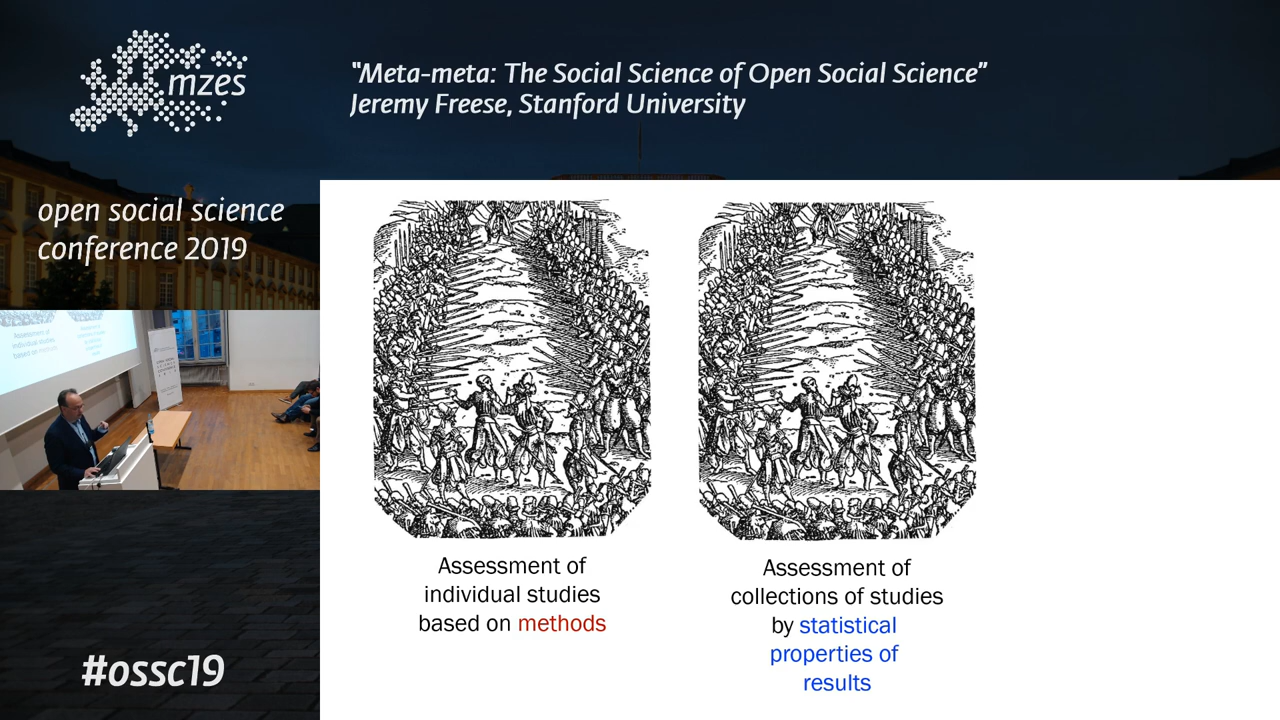 mzes
"Meta-meta: The Social Science of Open Social Science"
Jeremy Freese, Stanford University
open social science
conference 2019
Assessment of
individual studies
based on methods
Assessment of
collections of studies
by statistical
properties of
results
#ossc19